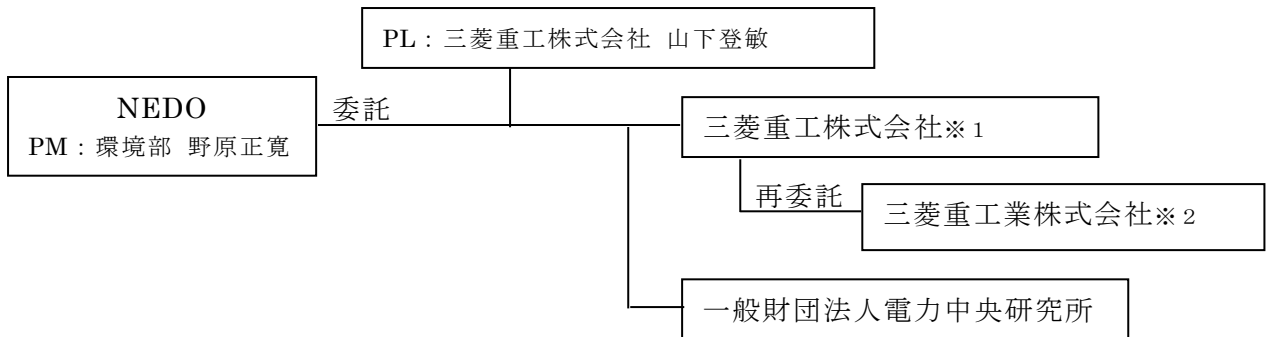 PL：三菱重工株式会社 山下登敏
NEDO
PM：環境部 野原正寛
委託
三菱重工株式会社※1
再委託
三菱重工業株式会社※2
一般財団法人電力中央研究所